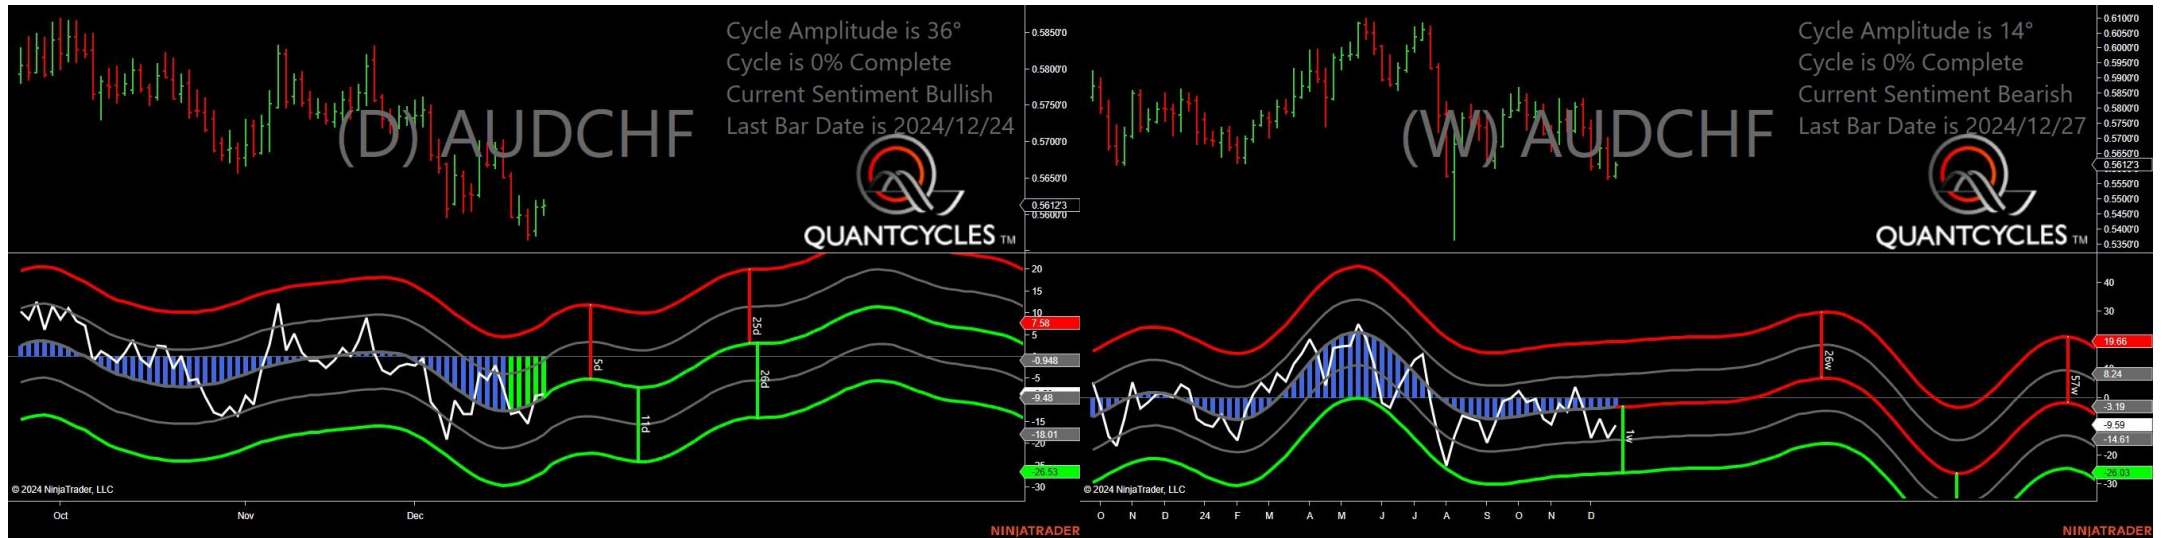 Cycle Amplitude is 36°
Cycle is 0% Complete
Current Sentiment Bullish
Last Bar Date is 2024/12/24
(D) AUDCHF
QUANTCYCLES TM
0.5850'0
0.5800'0
0.5750'0
0.5700'0
0.5650'0
0.5612'3
0.5600'0
20
15
10
7.58
5
-0.948
-5
-9.48
-15
-18.01
-20
-26.53
-30
5d
11d
25d
26d
© 2024 NinjaTrader, LLC
Oct
Nov
Dec
NINJATRADER
Cycle Amplitude is 14°
Cycle is 0% Complete
Current Sentiment Bearish
Last Bar Date is 2024/12/27
(W) AUDCHF
QUANTCYCLES TM
0.6100'0
0.6050'0
0.6000'0
0.5950'0
0.5900'0
0.5850'0
0.5800'0
0.5750'0
0.5700'0
0.5650'0
0.5612'3
0.5550'0
0.5500'0
0.5450'0
0.5400'0
0.5350'0
40
30
19.66
8.24
0
-3.19
-9.59
-14.61
-20
-26.03
-30
1w
26w
57w
© 2024 NinjaTrader, LLC
O N D 24 F M A M J J A S O N D
NINJATRADER